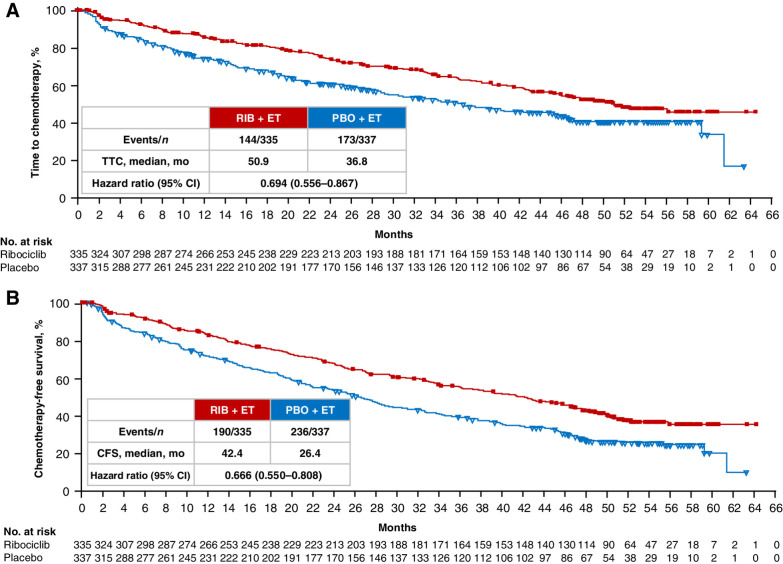 A
Time to chemotherapy, %
100
80
60
40
20
0
RIB + ET PBO + ET
Events/n 144/335 173/337
TTC, median, mo 50.9 36.8
Hazard ratio (95% CI) 0.694 (0.556–0.867)
0 2 4 6 8 10 12 14 16 18 20 22 24 26 28 30 32 34 36 38 40 42 44 46 48 50 52 54 56 58 60 62 64 66
Months
No. at risk
Ribociclib 335 324 307 298 287 274 266 253 245 238 229 223 213 203 193 188 181 171 164 159 153 148 140 130 114 90 64 47 27 18 7 2 1 0
Placebo 337 315 288 277 261 245 231 222 210 202 191 177 170 156 146 137 133 126 120 112 106 102 97 86 67 54 38 29 19 10 2 1 0 0
B
Chemotherapy-free survival, %
100
80
60
40
20
0
RIB + ET PBO + ET
Events/n 190/335 236/337
CFS, median, mo 42.4 26.4
Hazard ratio (95% CI) 0.666 (0.550–0.808)
0 2 4 6 8 10 12 14 16 18 20 22 24 26 28 30 32 34 36 38 40 42 44 46 48 50 52 54 56 58 60 62 64 66
Months
No. at risk
Ribociclib 335 324 307 298 287 274 266 253 245 238 229 223 213 203 193 188 181 171 164 159 153 148 140 130 114 90 64 47 27 18 7 2 1 0
Placebo 337 315 288 277 261 245 231 222 210 202 191 177 170 156 146 137 133 126 120 112 106 102 97 86 67 54 38 29 19 10 2 1 0 0